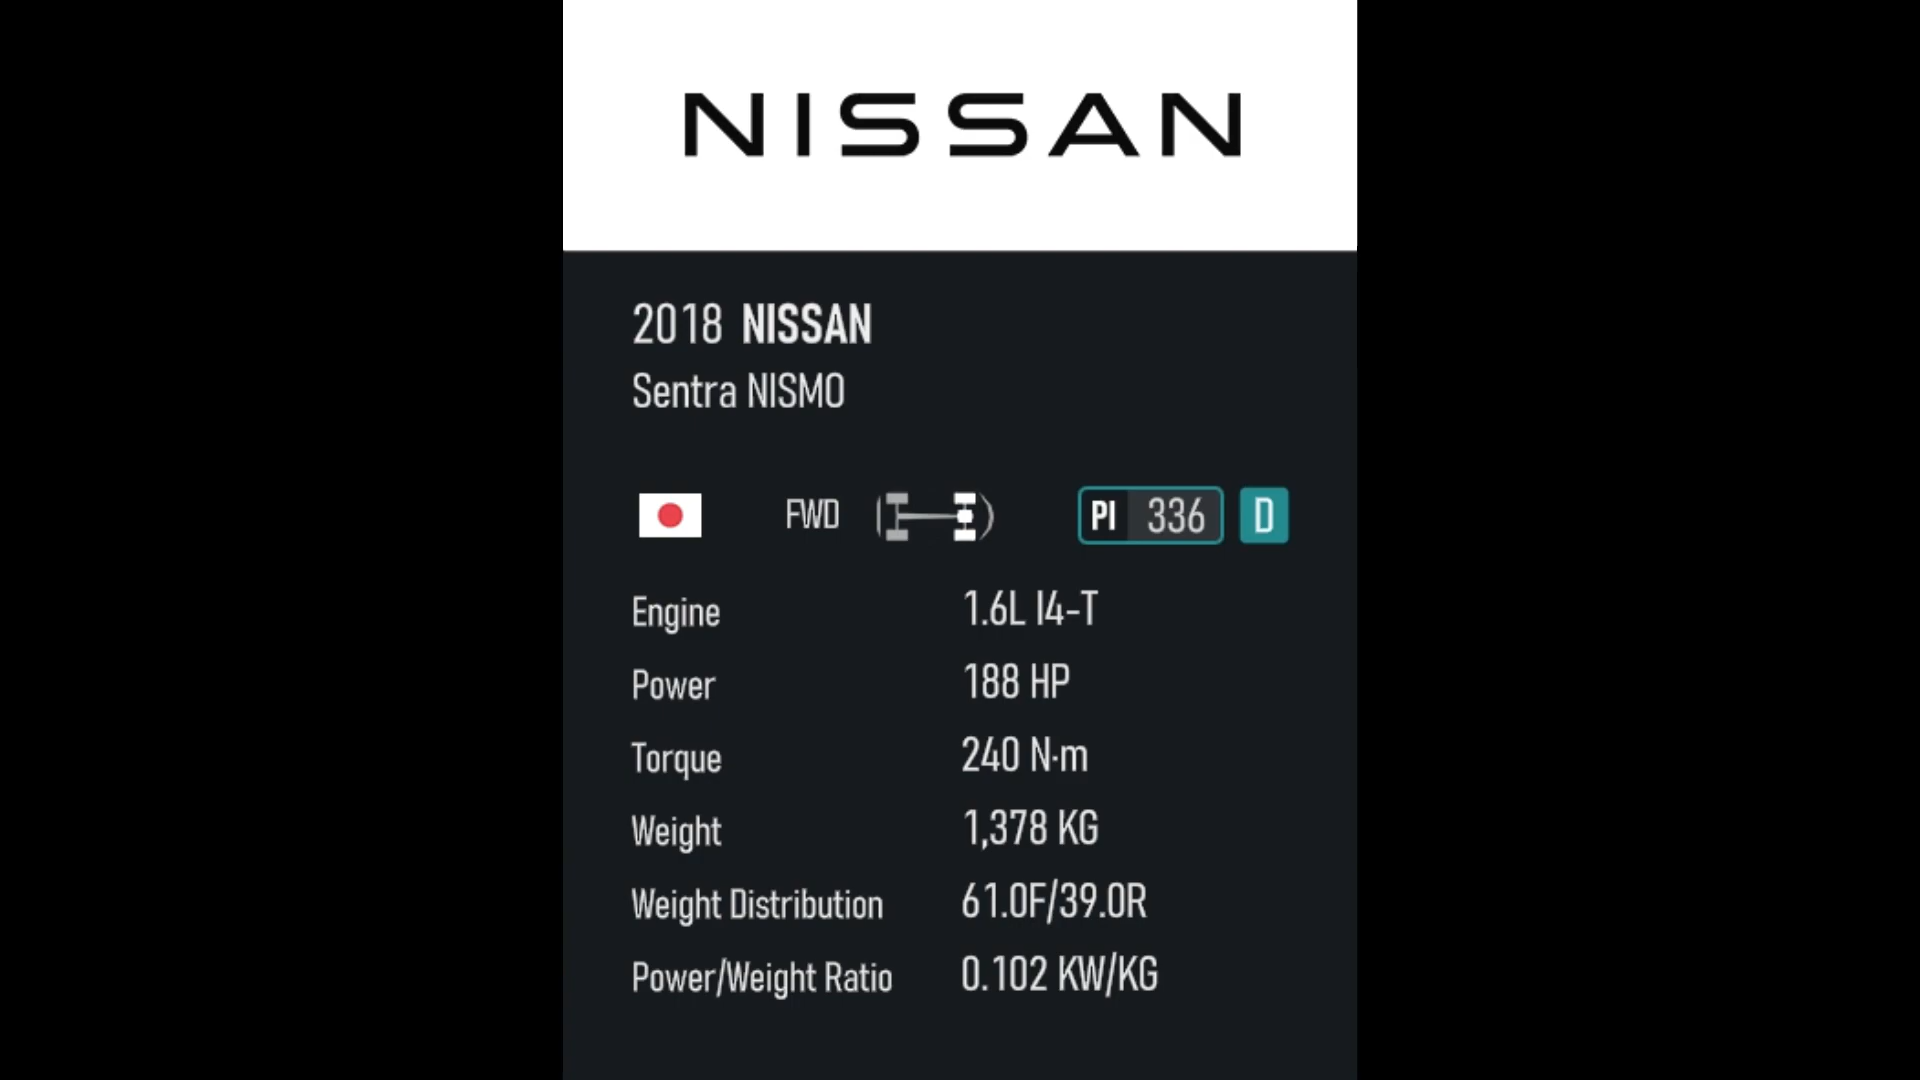 NISSAN
2018 NISSAN
Sentra NISMO
FWD PI 336 D
Engine 1.6L I4-T
Power 188 HP
Torque 240 N·m
Weight 1,378 KG
Weight Distribution 61.0F/39.0R
Power/Weight Ratio 0.102 KW/KG